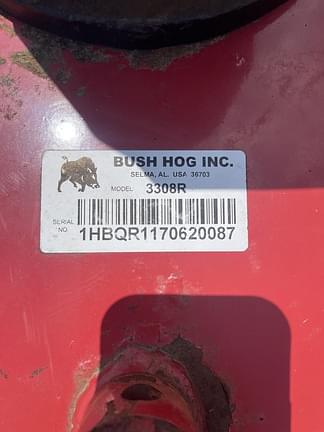 BUSH HOG INC.
SELMA, AL. USA 36703
MODEL 3308R
SERIAL
NO. 1HBQR1170620087